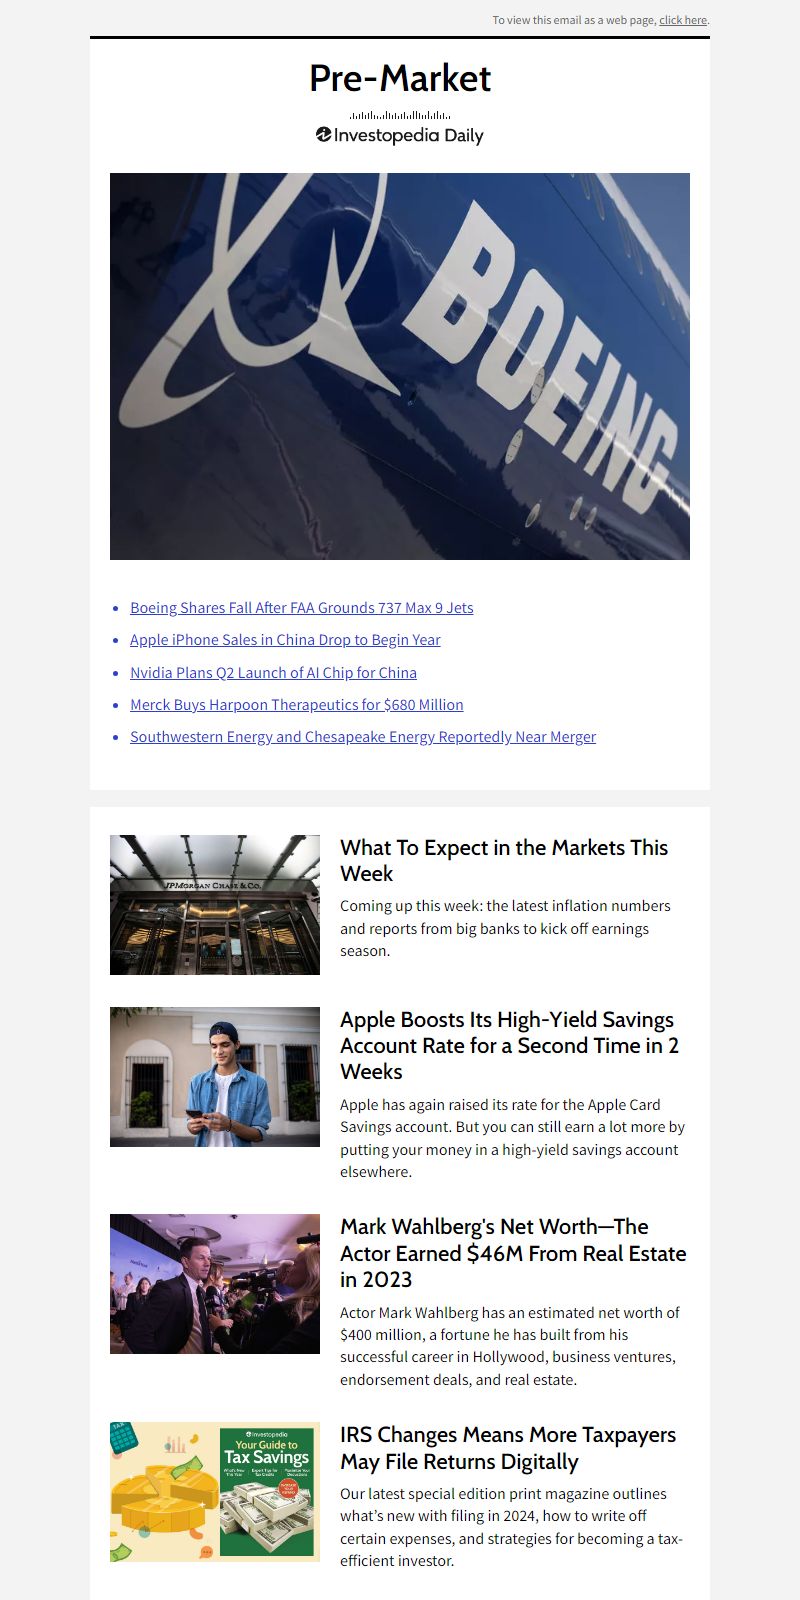 To view this email as a web page, click here.
Pre-Market
Investopedia Daily
BOEING
Boeing Shares Fall After FAA Grounds 737 Max 9 Jets
Apple iPhone Sales in China Drop to Begin Year
Nvidia Plans Q2 Launch of AI Chip for China
Merck Buys Harpoon Therapeutics for $680 Million
Southwestern Energy and Chesapeake Energy Reportedly Near Merger
JPMorgan Chase & Co.
What To Expect in the Markets This
Week
Coming up this week: the latest inflation numbers
and reports from big banks to kick off earnings
season.
Apple Boosts Its High-Yield Savings
Account Rate for a Second Time in 2
Weeks
Apple has again raised its rate for the Apple Card
Savings account. But you can still earn a lot more by
putting your money in a high-yield savings account
elsewhere.
Mark Wahlberg's Net Worth—The
Actor Earned $46M From Real Estate
in 2023
Actor Mark Wahlberg has an estimated net worth of
$400 million, a fortune he has built from his
successful career in Hollywood, business ventures,
endorsement deals, and real estate.
TAX
Investopedia
Your Guide to
Tax Savings
IRS Changes Means More Taxpayers
May File Returns Digitally
Our latest special edition print magazine outlines
what’s new with filing in 2024, how to write off
certain expenses, and strategies for becoming a tax-
efficient investor.